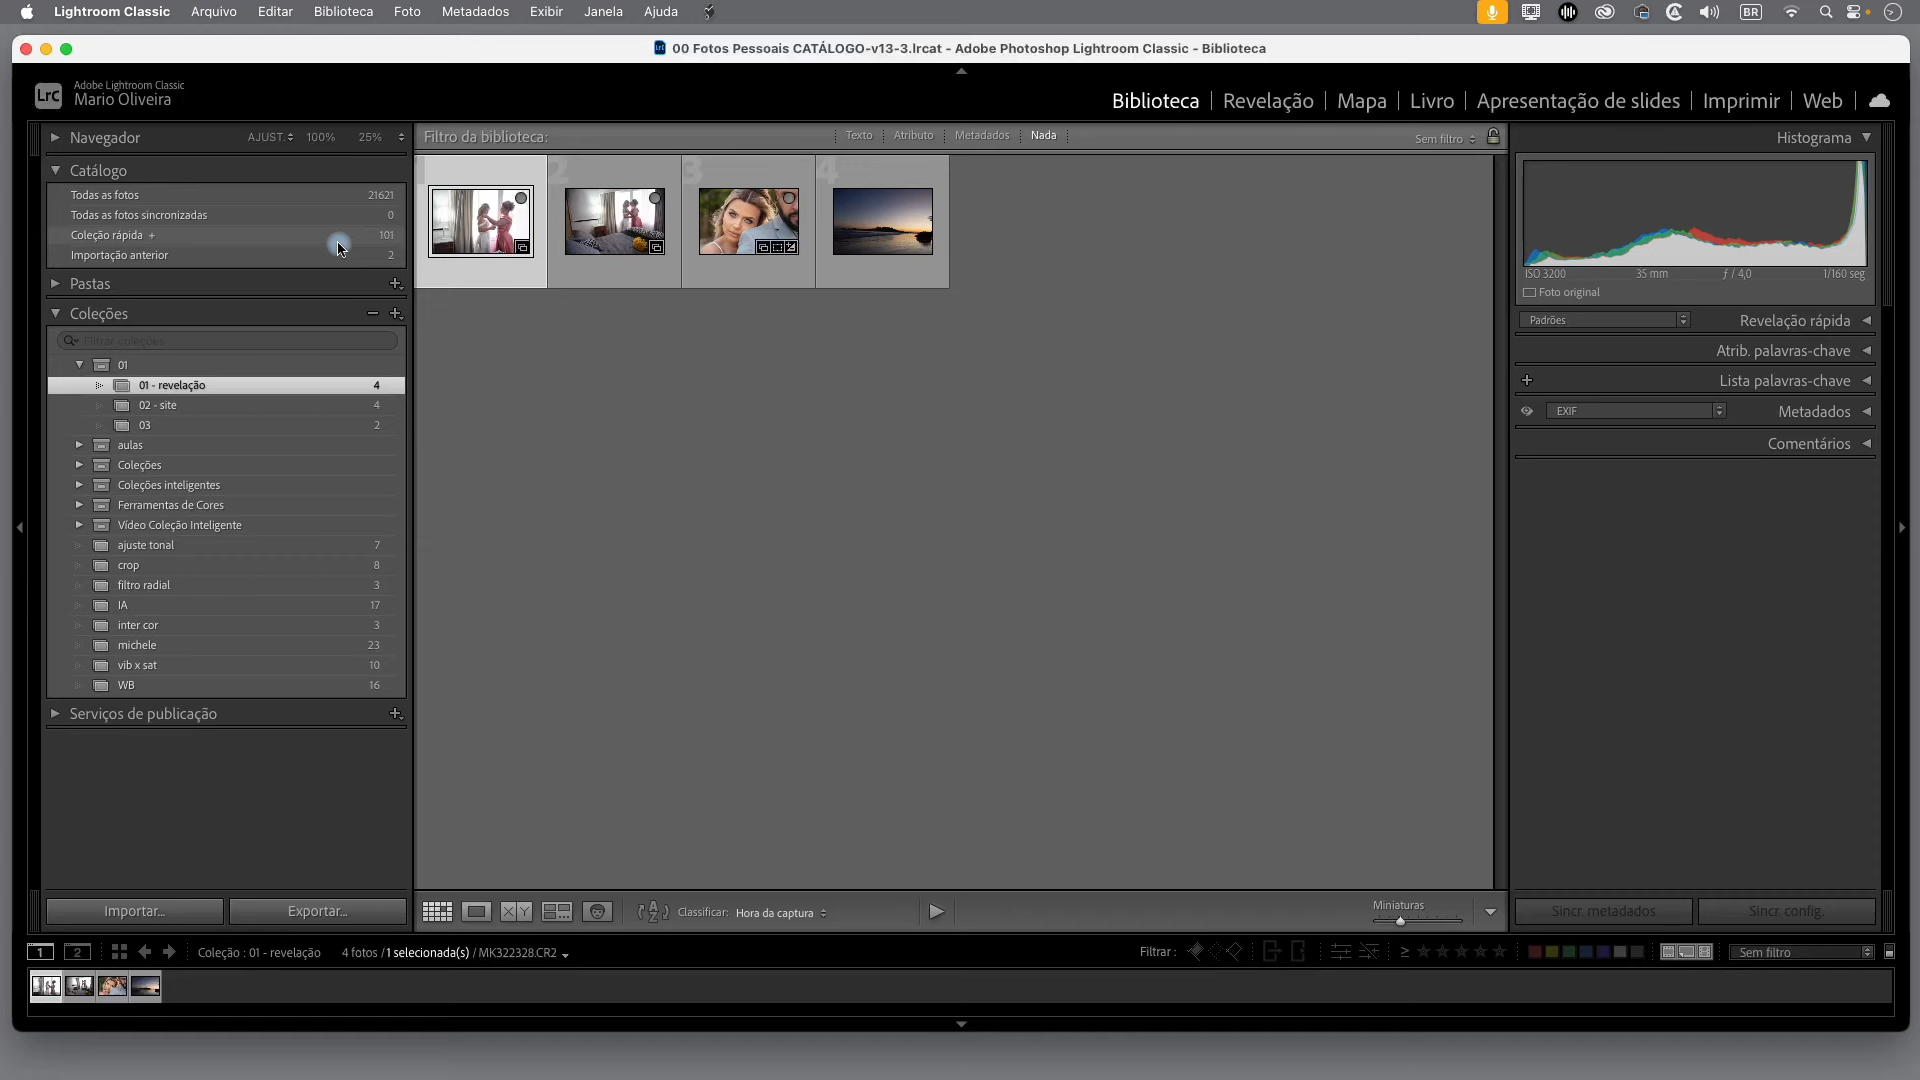 Lightroom Classic Arquivo Editar Biblioteca Foto Metadados Exibir Janela Ajuda BR
00 Fotos Pessoais CATÁLOGO-v13-3.lrcat - Adobe Photoshop Lightroom Classic - Biblioteca
LrC Adobe Lightroom Classic
Mario Oliveira
Biblioteca Revelação Mapa Livro Apresentação de slides Imprimir Web
Navegador AJUST. 100% 25%
Filtro da biblioteca: Texto Atributo Metadados Nada Sem filtro
Histograma
Catálogo
Todas as fotos 21621
Todas as fotos sincronizadas 0
Coleção rápida + 101
Importação anterior 2
Pastas
Coleções
Filtrar coleções
01
01 - revelação 4
02 - site 4
03 2
aulas
Coleções
Coleções inteligentes
Ferramentas de Cores
Vídeo Coleção Inteligente
ajuste tonal 7
crop 8
filtro radial 3
IA 17
inter cor 3
michele 23
vib x sat 10
WB 16
Serviços de publicação
1 2 3 4
ISO 3200 35 mm ƒ / 4,0 1/160 seg
Foto original
Padrões Revelação rápida
Atrib. palavras-chave
Lista palavras-chave
EXIF Metadados
Comentários
Importar... Exportar...
X Y
Classificar: Hora da captura
Miniaturas
Sincr. metadados Sincr. config.
1 2 Coleção : 01 - revelação 4 fotos /1 selecionada(s) / MK322328.CR2
Filtrar : ≥ Sem filtro